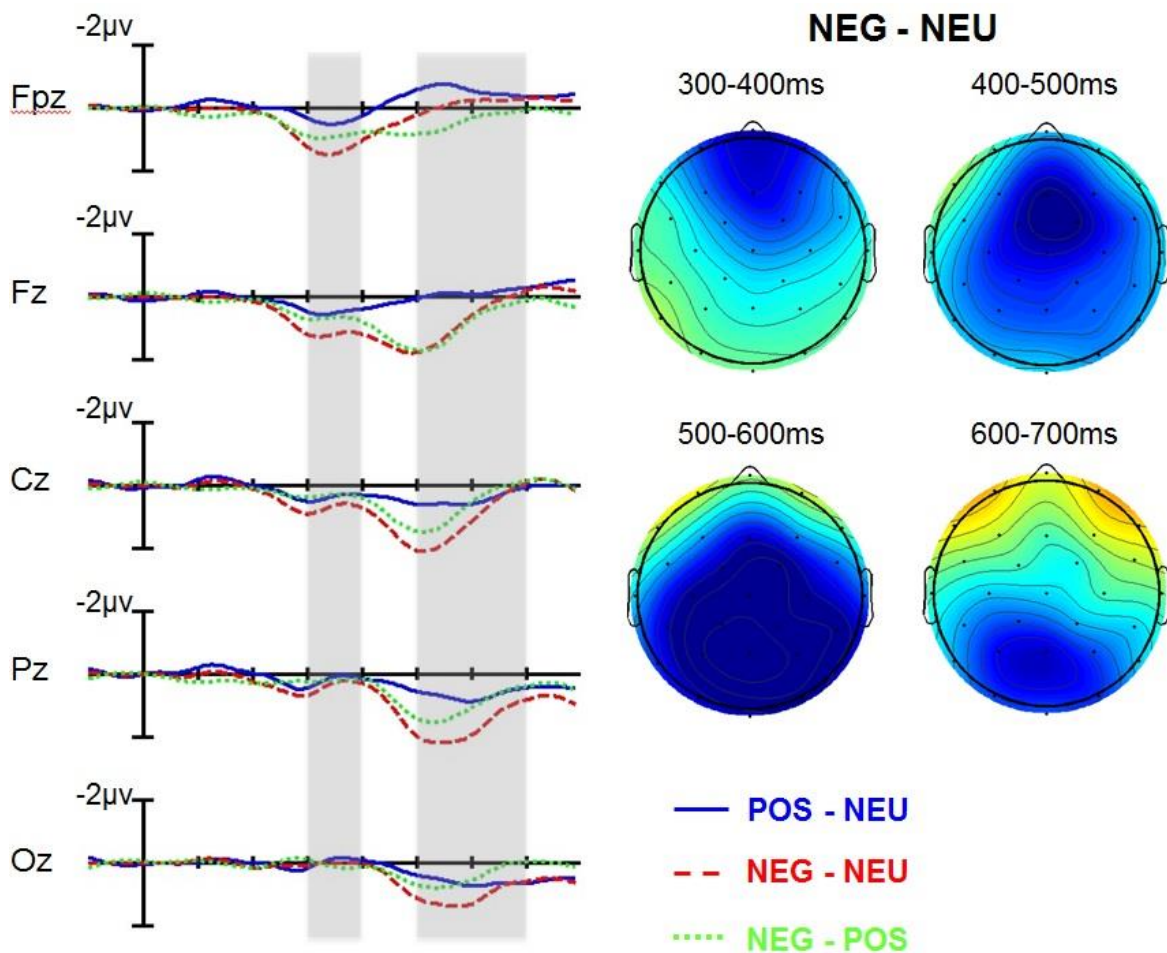 -2µv
Fpz
-2µv
Fz
-2µv
Cz
-2µv
Pz
-2µv
Oz
NEG - NEU
300-400ms 400-500ms
500-600ms 600-700ms
POS - NEU
NEG - NEU
NEG - POS